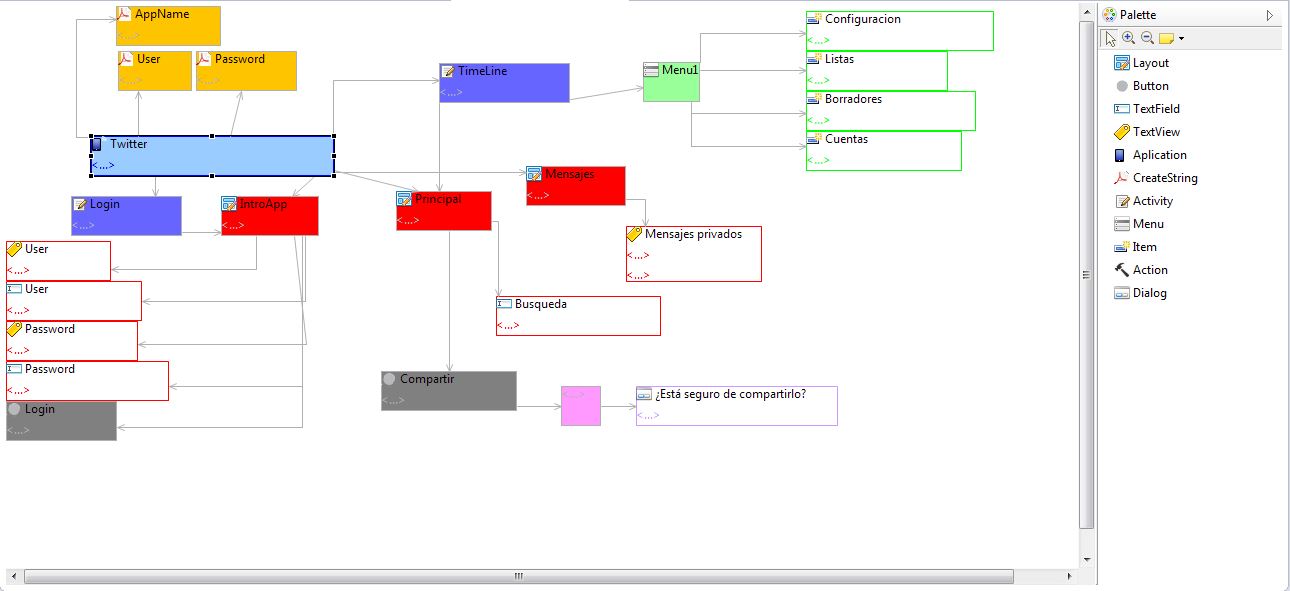 AppName
<...>
User
<...>
Password
<...>
Twitter
<...>
TimeLine
<...>
Menu1
Configuracion
<...>
Listas
<...>
Borradores
<...>
Cuentas
<...>
Login
<...>
IntroApp
<...>
Principal
<...>
Mensajes
<...>
Mensajes privados
<...>
<...>
User
<...>
User
<...>
Password
<...>
Password
<...>
Login
<...>
Busqueda
<...>
Compartir
<...>
<...>
¿Está seguro de compartirlo?
<...>
Palette
Layout
Button
TextField
TextView
Aplication
CreateString
Activity
Menu
Item
Action
Dialog